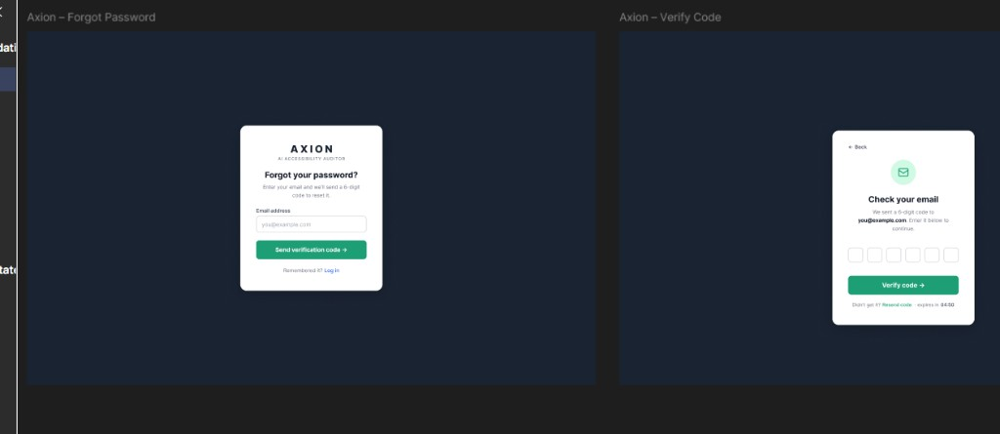 Axion – Forgot Password
Axion – Verify Code
dati
tate
AXION
AI ACCESSIBILITY AUDITOR
Forgot your password?
Enter your email and we'll send a 6-digit
code to reset it.
Email address
you@example.com
Send verification code →
Remembered it? Log in
← Back
Check your email
We sent a 6-digit code to
you@example.com. Enter it below to
continue.
Verify code →
Didn't get it? Resend code · expires in 04:50